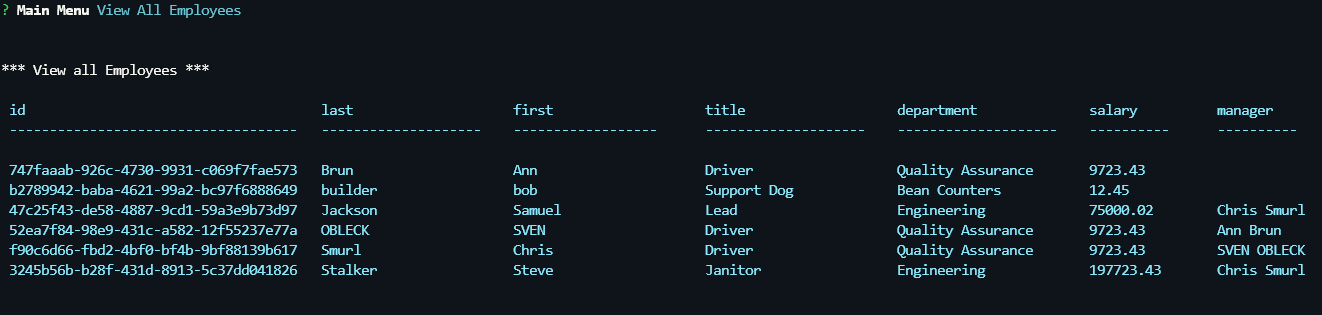 ? Main Menu View All Employees
*** View all Employees ***
id last first title department salary manager
------------------------------------ -------------------- ------------------ -------------------- -------------------- ---------- ----------
747faaab-926c-4730-9931-c069f7fae573 Brun Ann Driver Quality Assurance 9723.43
b2789942-baba-4621-99a2-bc97f6888649 builder bob Support Dog Bean Counters 12.45
47c25f43-de58-4887-9cd1-59a3e9b73d97 Jackson Samuel Lead Engineering 75000.02 Chris Smurl
52ea7f84-98e9-431c-a582-12f55237e77a OBLECK SVEN Driver Quality Assurance 9723.43 Ann Brun
f90c6d66-fbd2-4bf0-bf4b-9bf88139b617 Smurl Chris Driver Quality Assurance 9723.43 SVEN OBLECK
3245b56b-b28f-431d-8913-5c37dd041826 Stalker Steve Janitor Engineering 197723.43 Chris Smurl